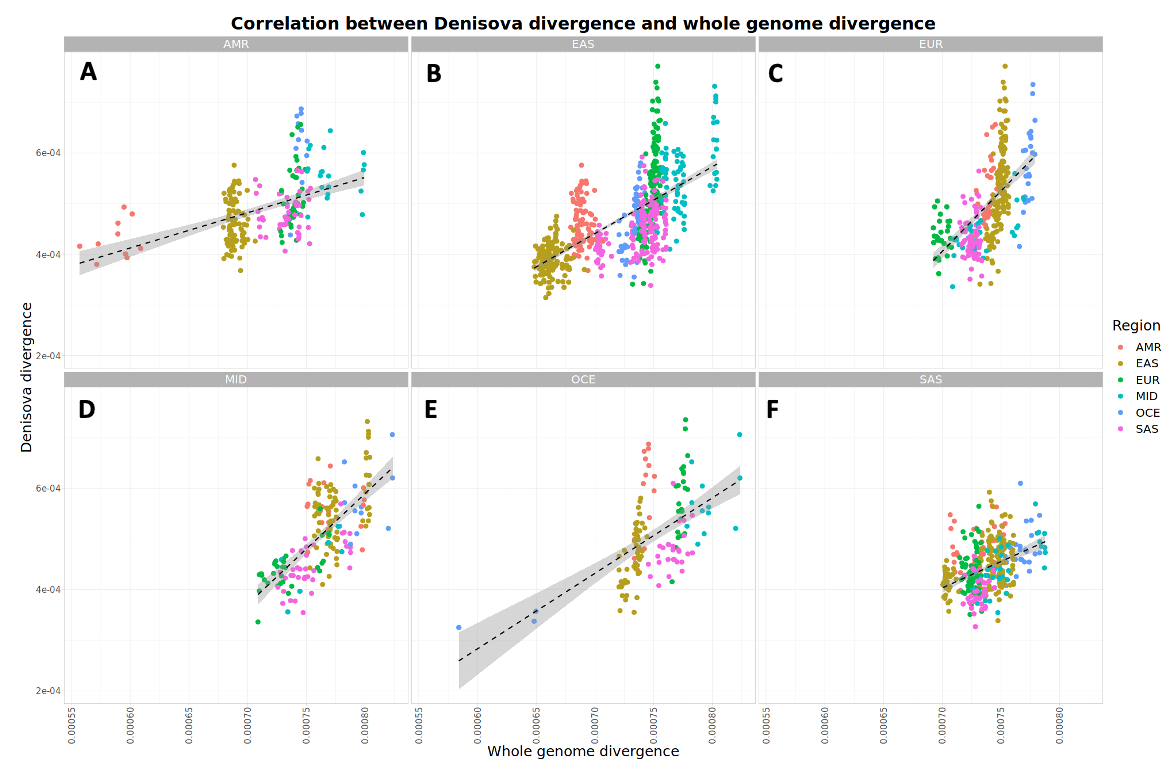 Correlation between Denisova divergence and whole genome divergence
AMR EAS EUR
A B C
6e-04
4e-04
2e-04
MID OCE SAS
D E F
6e-04
4e-04
2e-04
Denisova divergence
0.00055 0.00060 0.00065 0.00070 0.00075 0.00080 0.00055 0.00060 0.00065 0.00070 0.00075 0.00080 0.00055 0.00060 0.00065 0.00070 0.00075 0.00080
Whole genome divergence
Region
AMR
EAS
EUR
MID
OCE
SAS